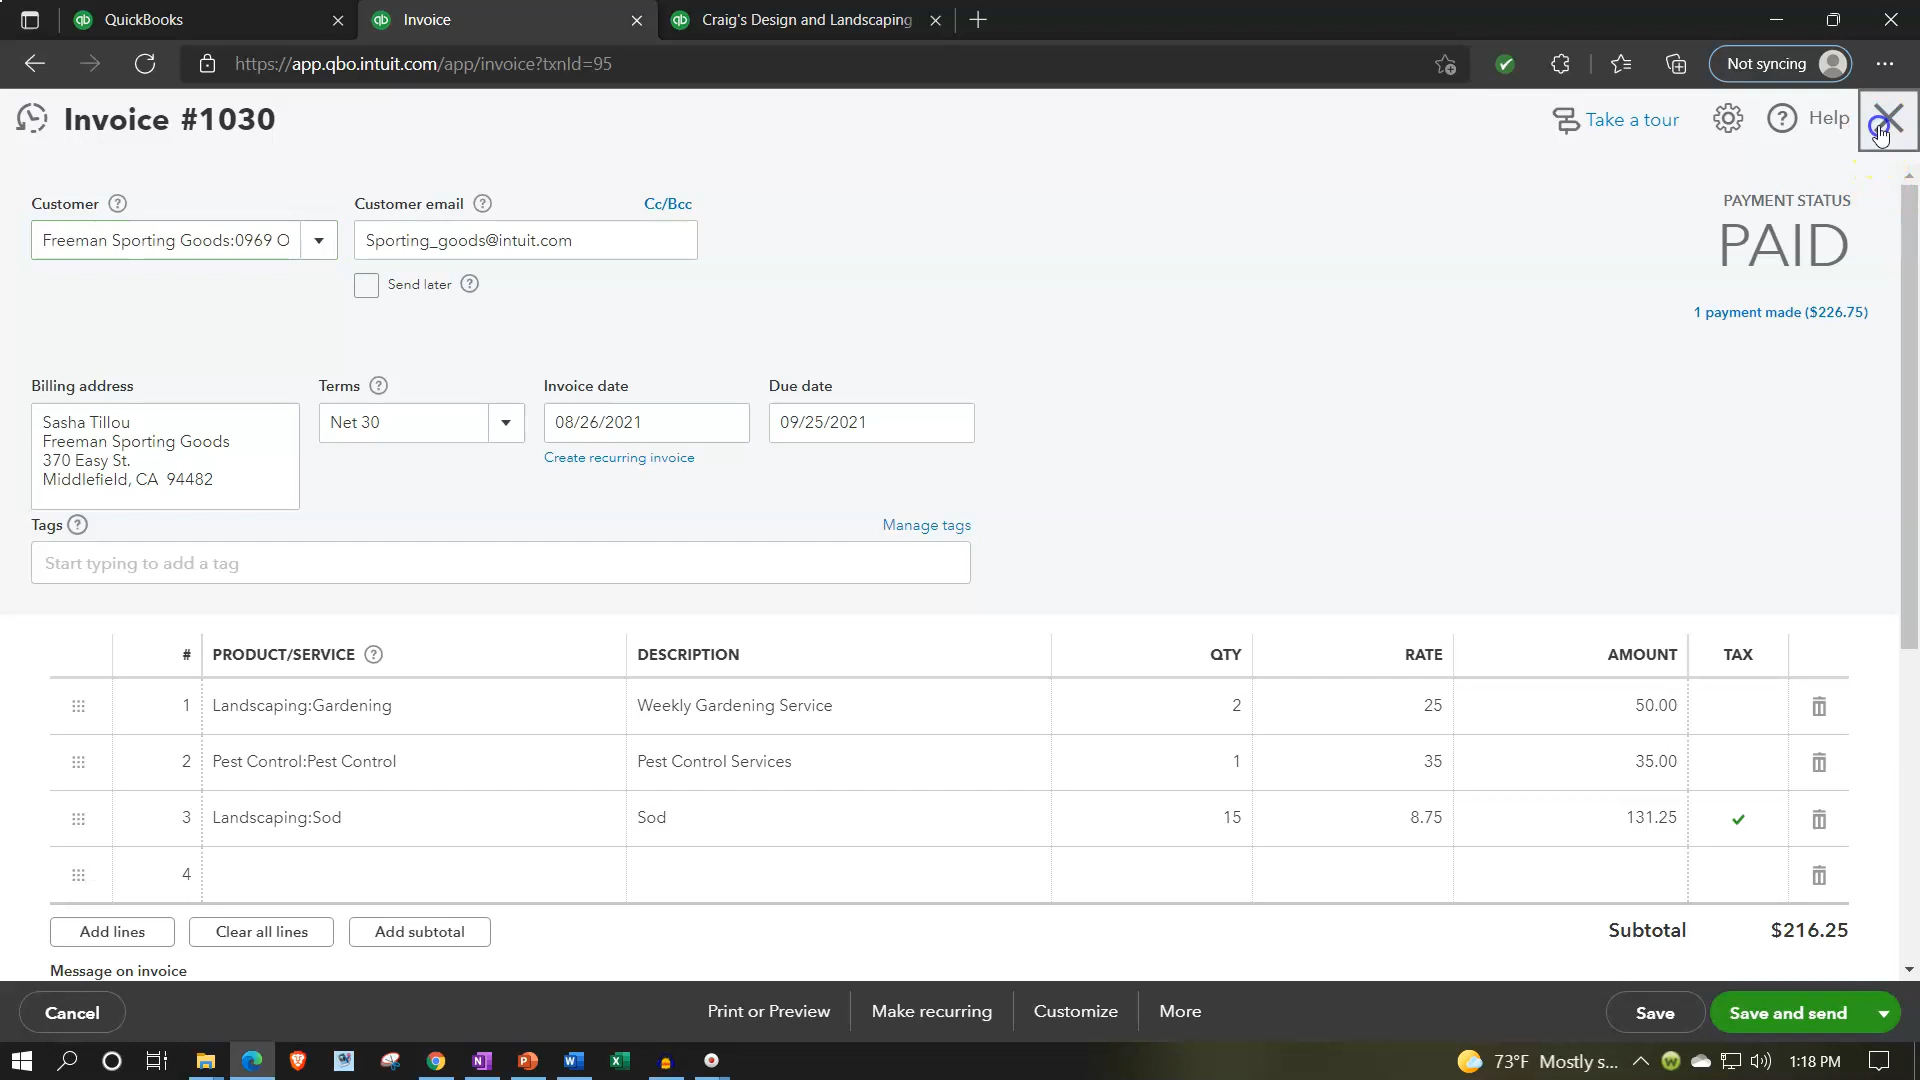 QuickBooks
Invoice
Craig's Design and Landscaping
https://app.qbo.intuit.com/app/invoice?txnId=95
Not syncing
Invoice #1030
Take a tour
Help
Customer
Customer email
Cc/Bcc
Freeman Sporting Goods:0969 O
Sporting_goods@intuit.com
Send later
PAYMENT STATUS
PAID
1 payment made ($226.75)
Billing address
Terms
Invoice date
Due date
Sasha Tillou
Freeman Sporting Goods
370 Easy St.
Middlefield, CA 94482
Net 30
08/26/2021
09/25/2021
Create recurring invoice
Tags
Manage tags
Start typing to add a tag
# PRODUCT/SERVICE DESCRIPTION QTY RATE AMOUNT TAX
1 Landscaping:Gardening Weekly Gardening Service 2 25 50.00
2 Pest Control:Pest Control Pest Control Services 1 35 35.00
3 Landscaping:Sod Sod 15 8.75 131.25
4
Add lines
Clear all lines
Add subtotal
Subtotal $216.25
Message on invoice
Cancel
Print or Preview
Make recurring
Customize
More
Save
Save and send
73°F Mostly s...
1:18 PM